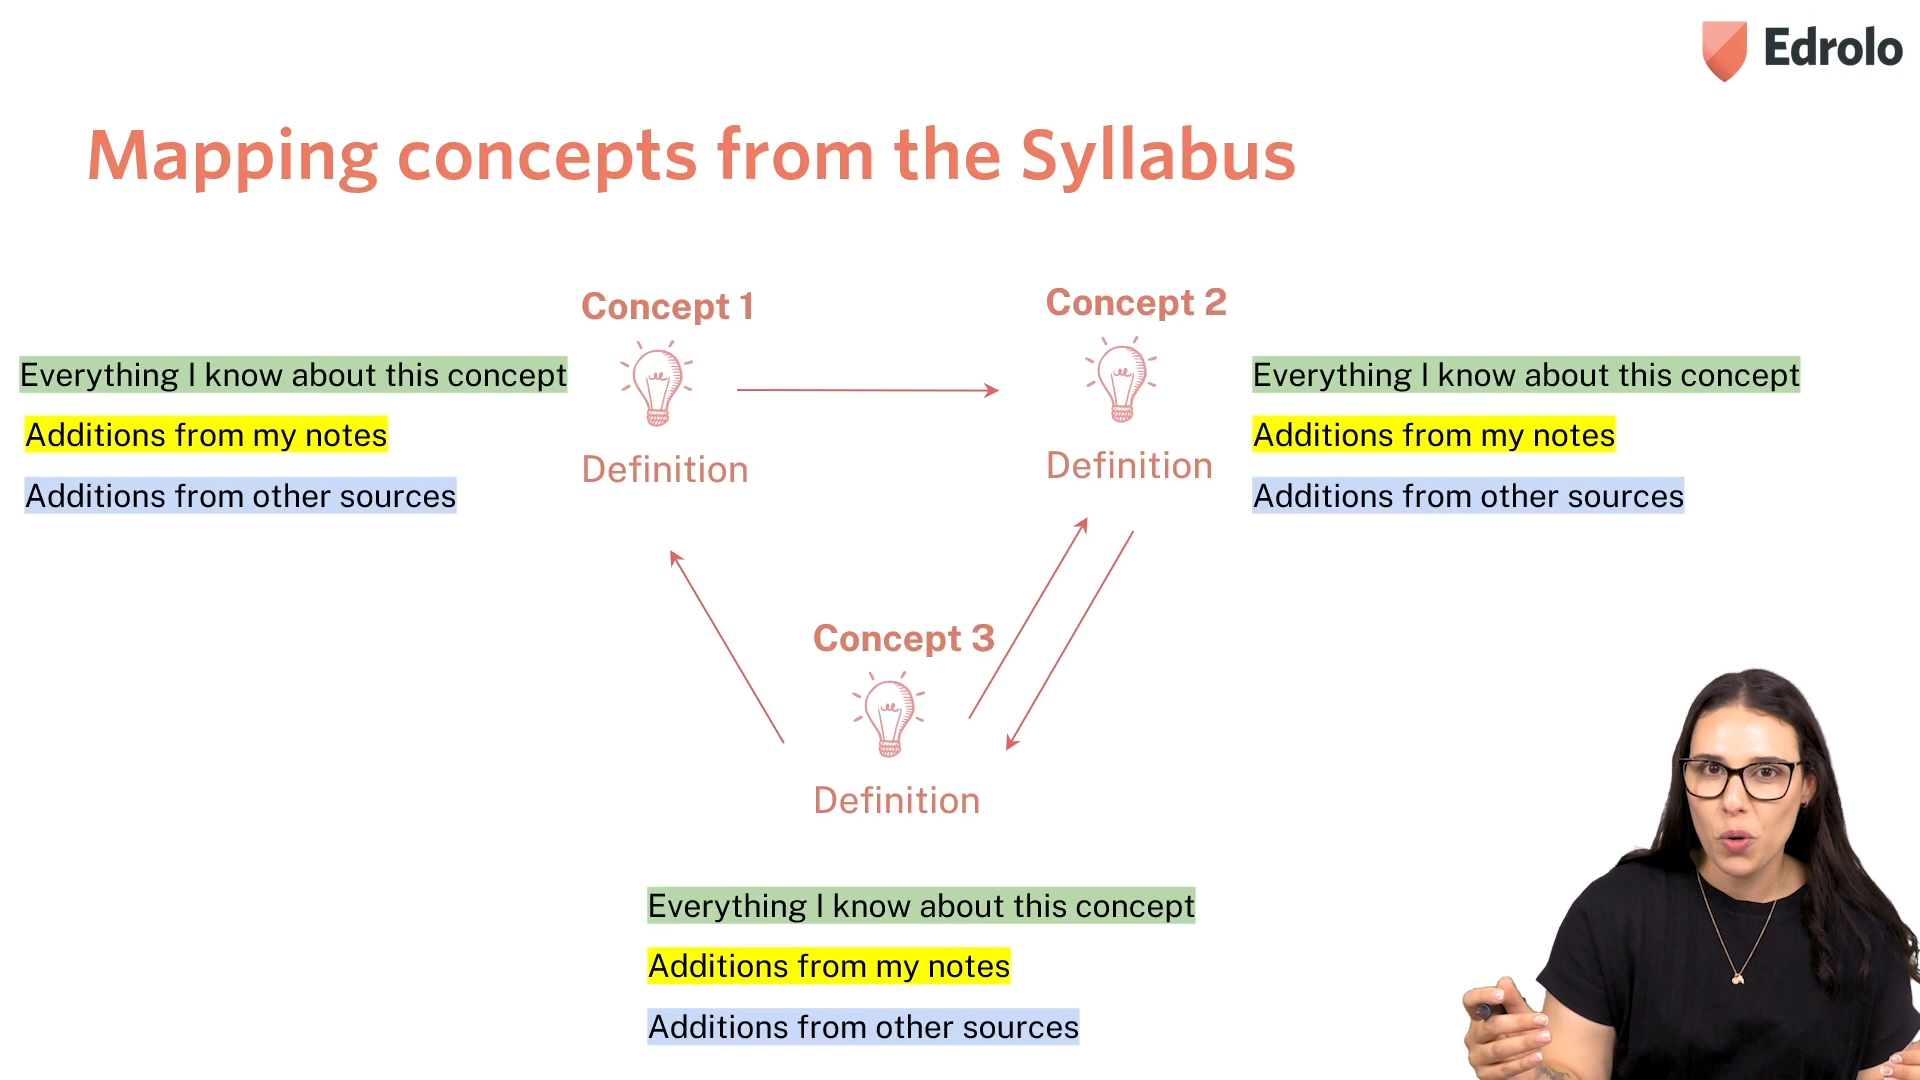 Edrolo
Mapping concepts from the Syllabus
Concept 1
Definition
Everything I know about this concept
Additions from my notes
Additions from other sources
Concept 2
Definition
Everything I know about this concept
Additions from my notes
Additions from other sources
Concept 3
Definition
Everything I know about this concept
Additions from my notes
Additions from other sources